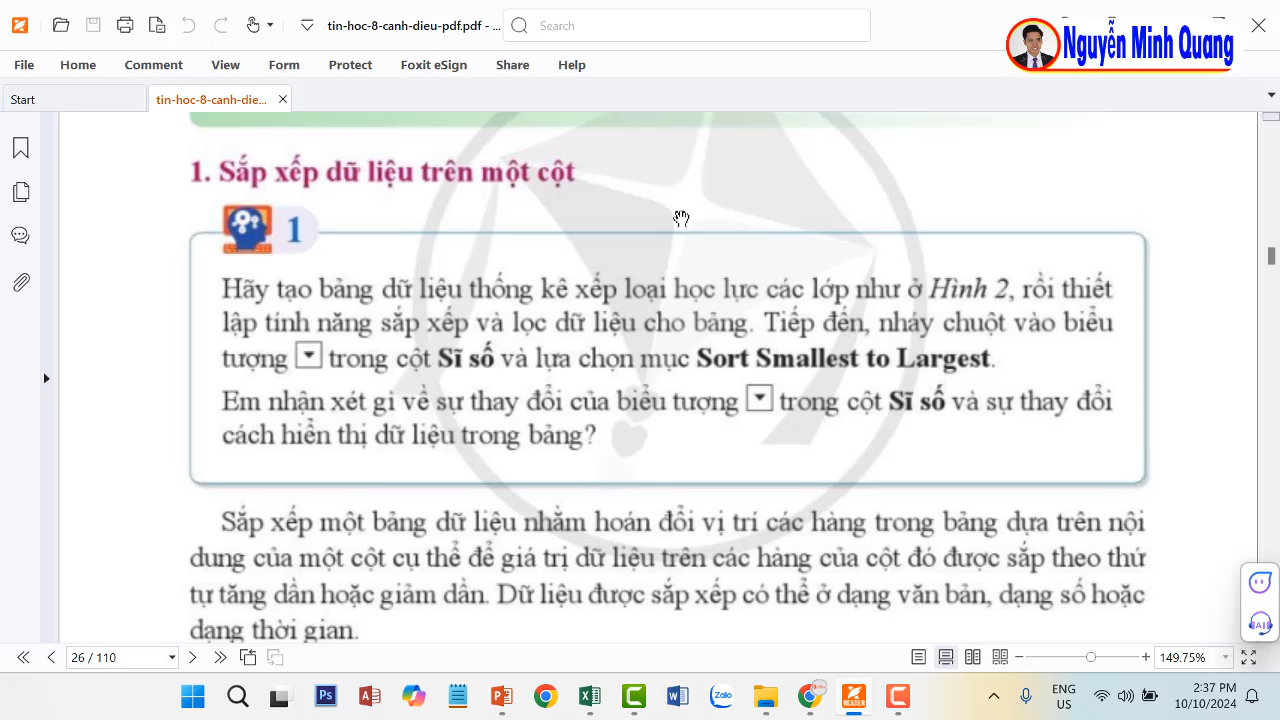 tin-hoc-8-canh-dieu-pdf.pdf - ...
Search
Nguyễn Minh Quang
File Home Comment View Form Protect Foxit eSign Share Help
Start
tin-hoc-8-canh-die...
1. Sắp xếp dữ liệu trên một cột
1
Hãy tạo bảng dữ liệu thống kê xếp loại học lực các lớp như ở Hình 2, rồi thiết
lập tính năng sắp xếp và lọc dữ liệu cho bảng. Tiếp đến, nháy chuột vào biểu
tượng trong cột Sĩ số và lựa chọn mục Sort Smallest to Largest.
Em nhận xét gì về sự thay đổi của biểu tượng trong cột Sĩ số và sự thay đổi
cách hiển thị dữ liệu trong bảng?
Sắp xếp một bảng dữ liệu nhằm hoán đổi vị trí các hàng trong bảng dựa trên nội
dung của một cột cụ thể để giá trị dữ liệu trên các hàng của cột đó được sắp theo thứ
tự tăng dần hoặc giảm dần. Dữ liệu được sắp xếp có thể ở dạng văn bản, dạng số hoặc
dạng thời gian.
AI
26 / 110
149.75%
Ps
Zalo
READER
ENG
US
2:37 PM
10/10/2024